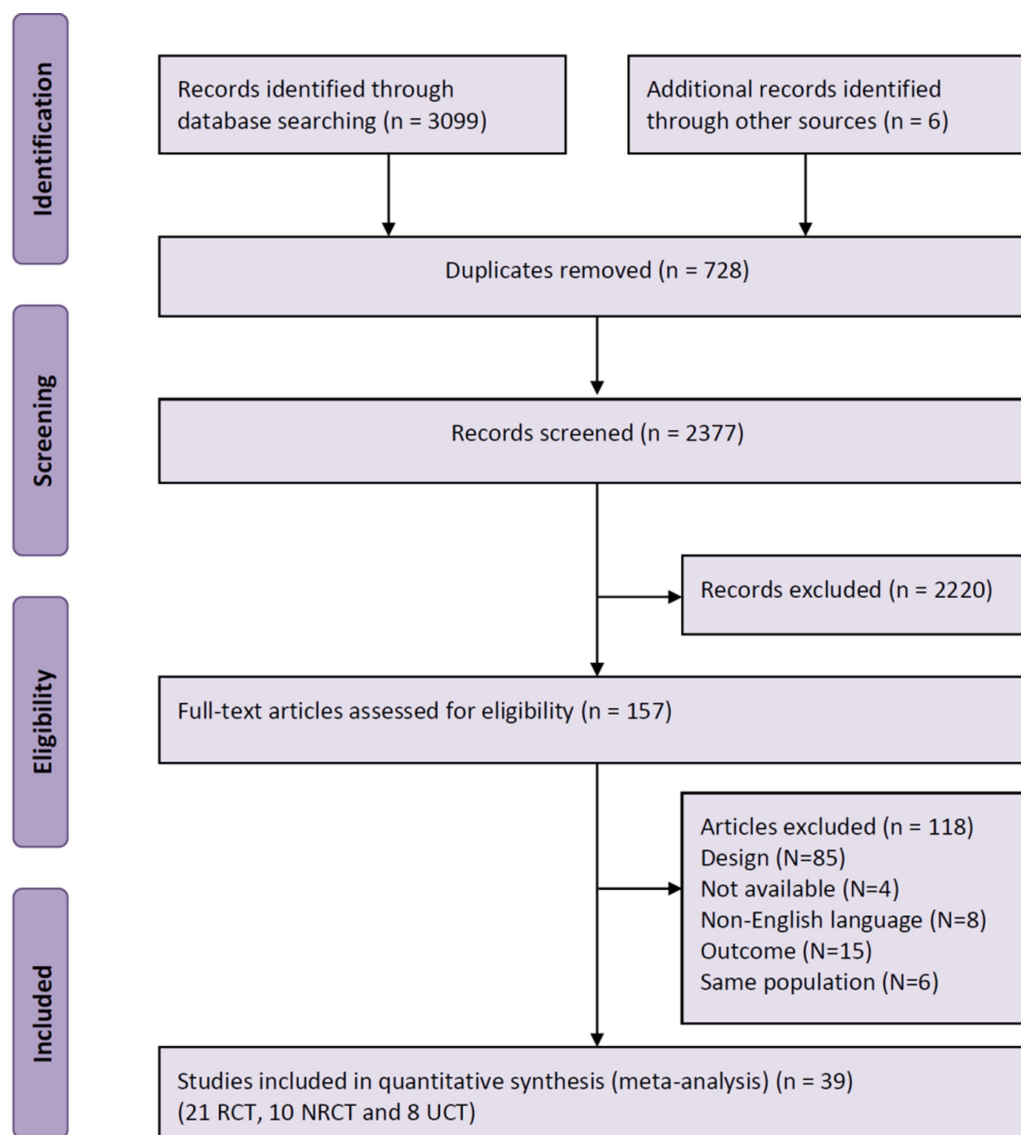 Identification
Records identified through
database searching (n = 3099)
Additional records identified
through other sources (n = 6)
Duplicates removed (n = 728)
Screening
Records screened (n = 2377)
Records excluded (n = 2220)
Eligibility
Full-text articles assessed for eligibility (n = 157)
Articles excluded (n = 118)
Design (N=85)
Not available (N=4)
Non-English language (N=8)
Outcome (N=15)
Same population (N=6)
Included
Studies included in quantitative synthesis (meta-analysis) (n = 39)
(21 RCT, 10 NRCT and 8 UCT)